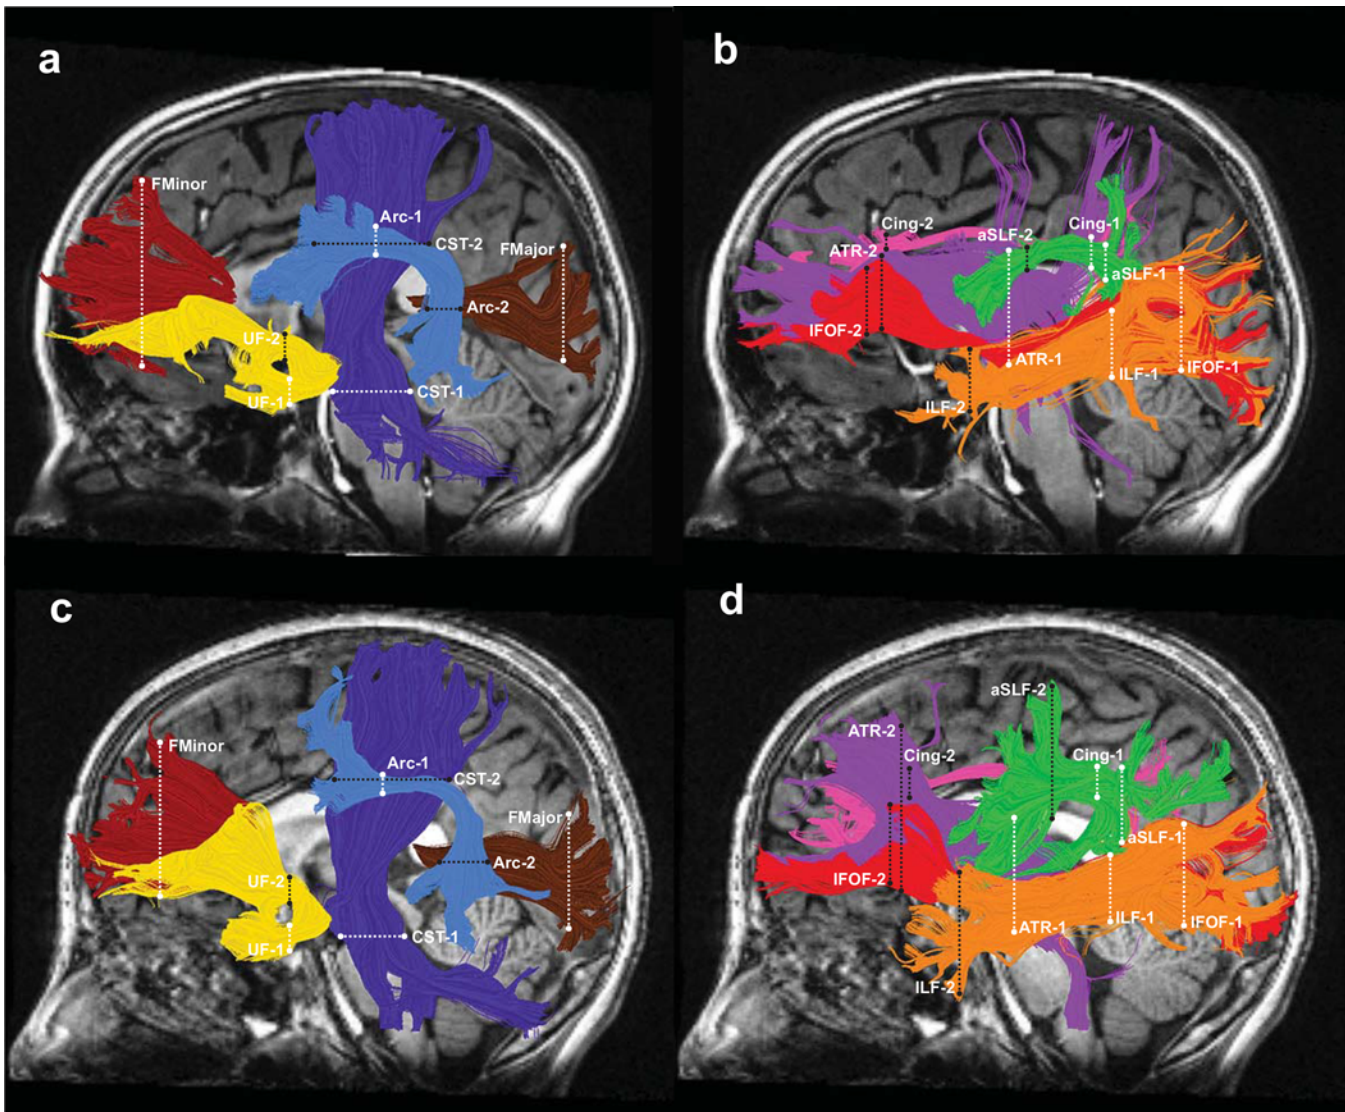 a
FMinor
Arc-1
CST-2
FMajor
Arc-2
UF-2
UF-1
CST-1
b
Cing-2
aSLF-2
Cing-1
ATR-2
aSLF-1
IFOF-2
ATR-1
ILF-1
IFOF-1
ILF-2
c
FMinor
Arc-1
CST-2
FMajor
Arc-2
UF-2
UF-1
CST-1
d
aSLF-2
ATR-2
Cing-2
Cing-1
aSLF-1
IFOF-2
ATR-1
ILF-1
IFOF-1
ILF-2